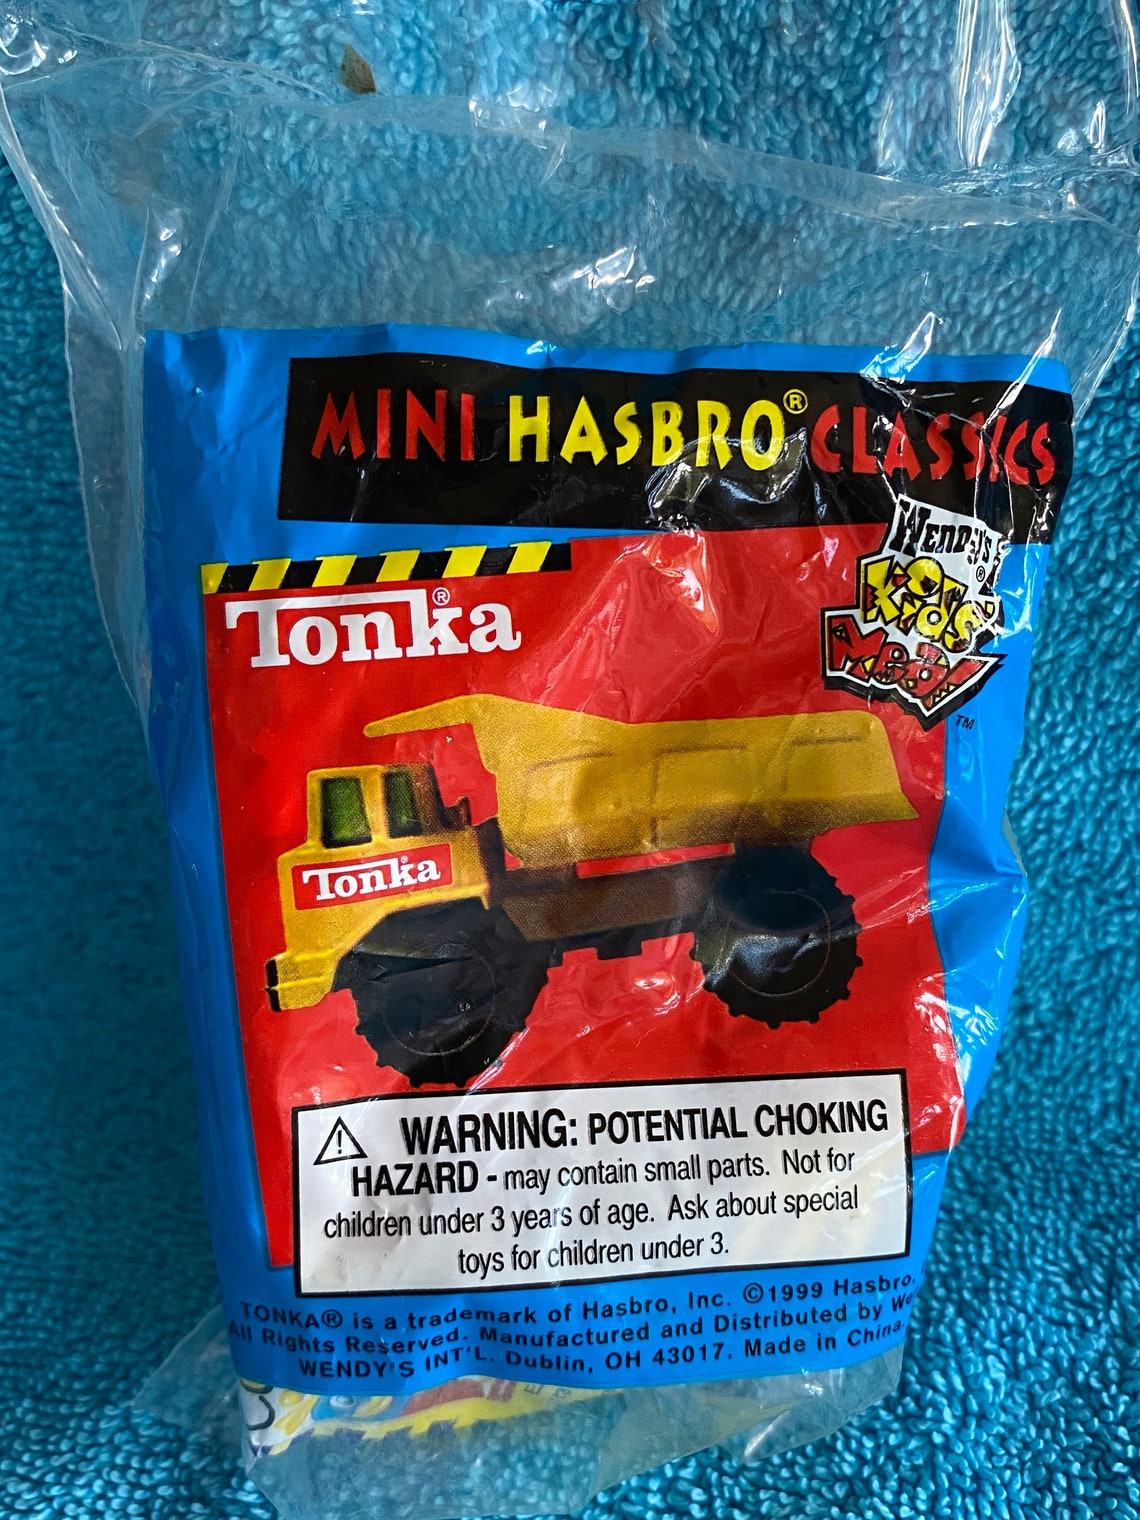 MINI HASBRO® CLASSICS
WENDY'S®
Kids'
Meal
TM
Tonka®
Tonka
WARNING: POTENTIAL CHOKING
HAZARD - may contain small parts. Not for
children under 3 years of age. Ask about special
toys for children under 3.
TONKA® is a trademark of Hasbro, Inc. ©1999 Hasbro,
All Rights Reserved. Manufactured and Distributed by
WENDY'S INT'L. Dublin, OH 43017. Made in China.